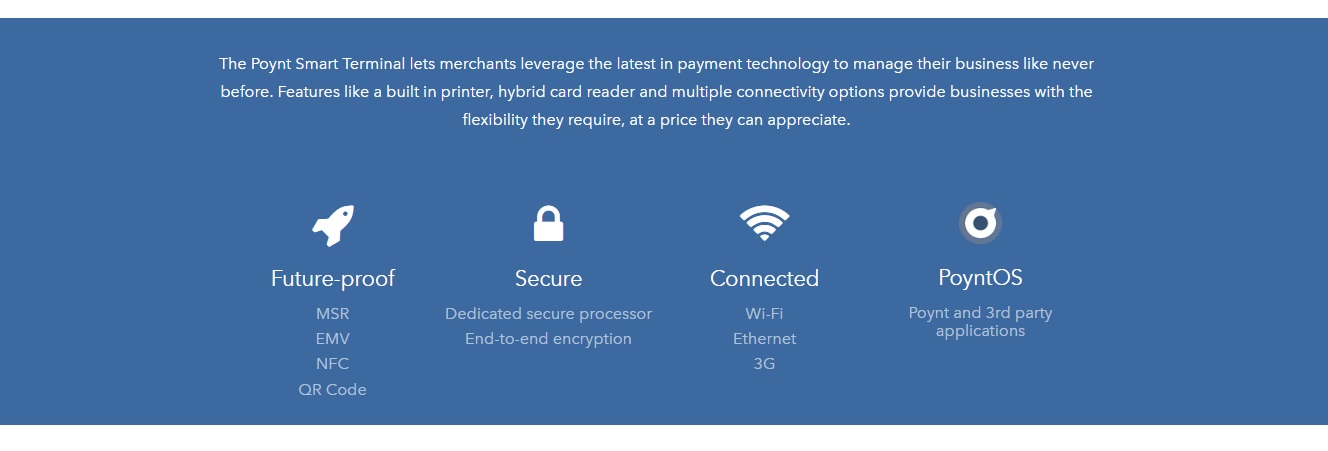 The Poynt Smart Terminal lets merchants leverage the latest in payment technology to manage their business like never
before. Features like a built in printer, hybrid card reader and multiple connectivity options provide businesses with the
flexibility they require, at a price they can appreciate.
Future-proof
MSR
EMV
NFC
QR Code
Secure
Dedicated secure processor
End-to-end encryption
Connected
Wi-Fi
Ethernet
3G
PoyntOS
Poynt and 3rd party
applications